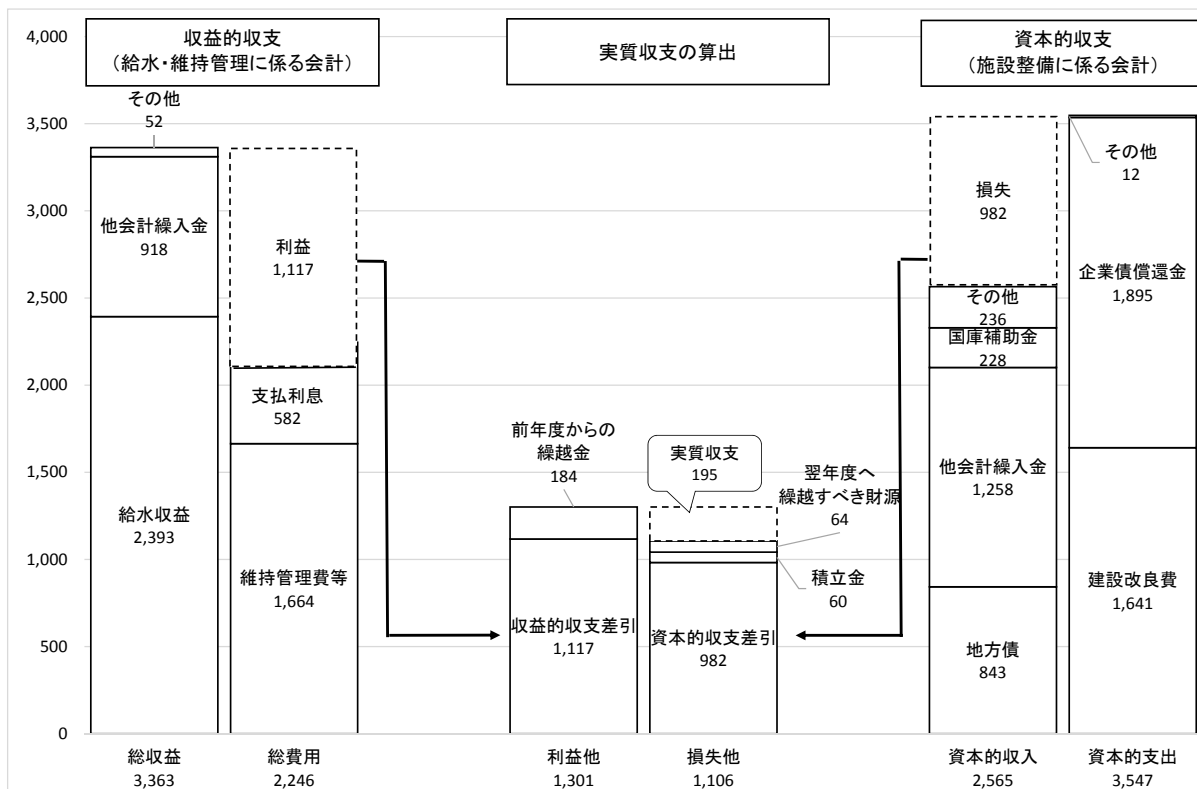 収益的収支
（給水・維持管理に係る会計）
実質収支の算出
資本的収支
（施設整備に係る会計）
4,000
3,500
3,000
2,500
2,000
1,500
1,000
500
0
その他
52
他会計繰入金
918
給水収益
2,393
利益
1,117
支払利息
582
維持管理費等
1,664
前年度からの
繰越金
184
収益的収支差引
1,117
実質収支
195
翌年度へ
繰越すべき財源
64
積立金
60
資本的収支差引
982
損失
982
その他
236
国庫補助金
228
他会計繰入金
1,258
地方債
843
その他
12
企業債償還金
1,895
建設改良費
1,641
総収益
3,363
総費用
2,246
利益他
1,301
損失他
1,106
資本的収入
2,565
資本的支出
3,547